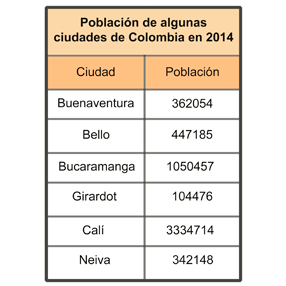 Población de algunas
ciudades de Colombia en 2014
Ciudad Población
Buenaventura 362054
Bello 447185
Bucaramanga 1050457
Girardot 104476
Calí 3334714
Neiva 342148